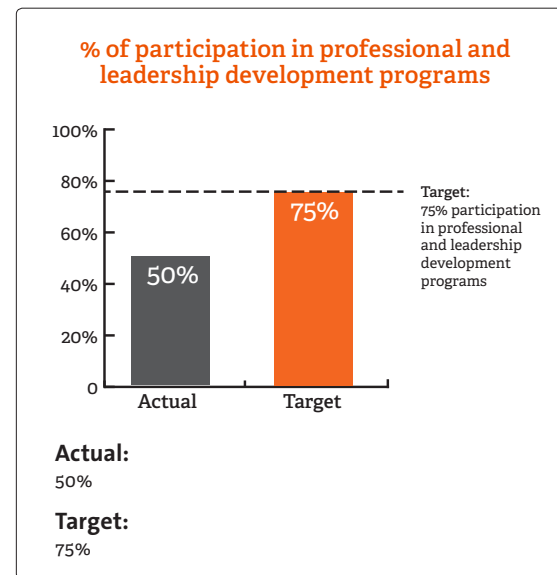 % of participation in professional and
leadership development programs
100%
80%
60%
40%
20%
0
50%
75%
Actual
Target
Target:
75% participation
in professional
and leadership
development
programs
Actual:
50%
Target:
75%